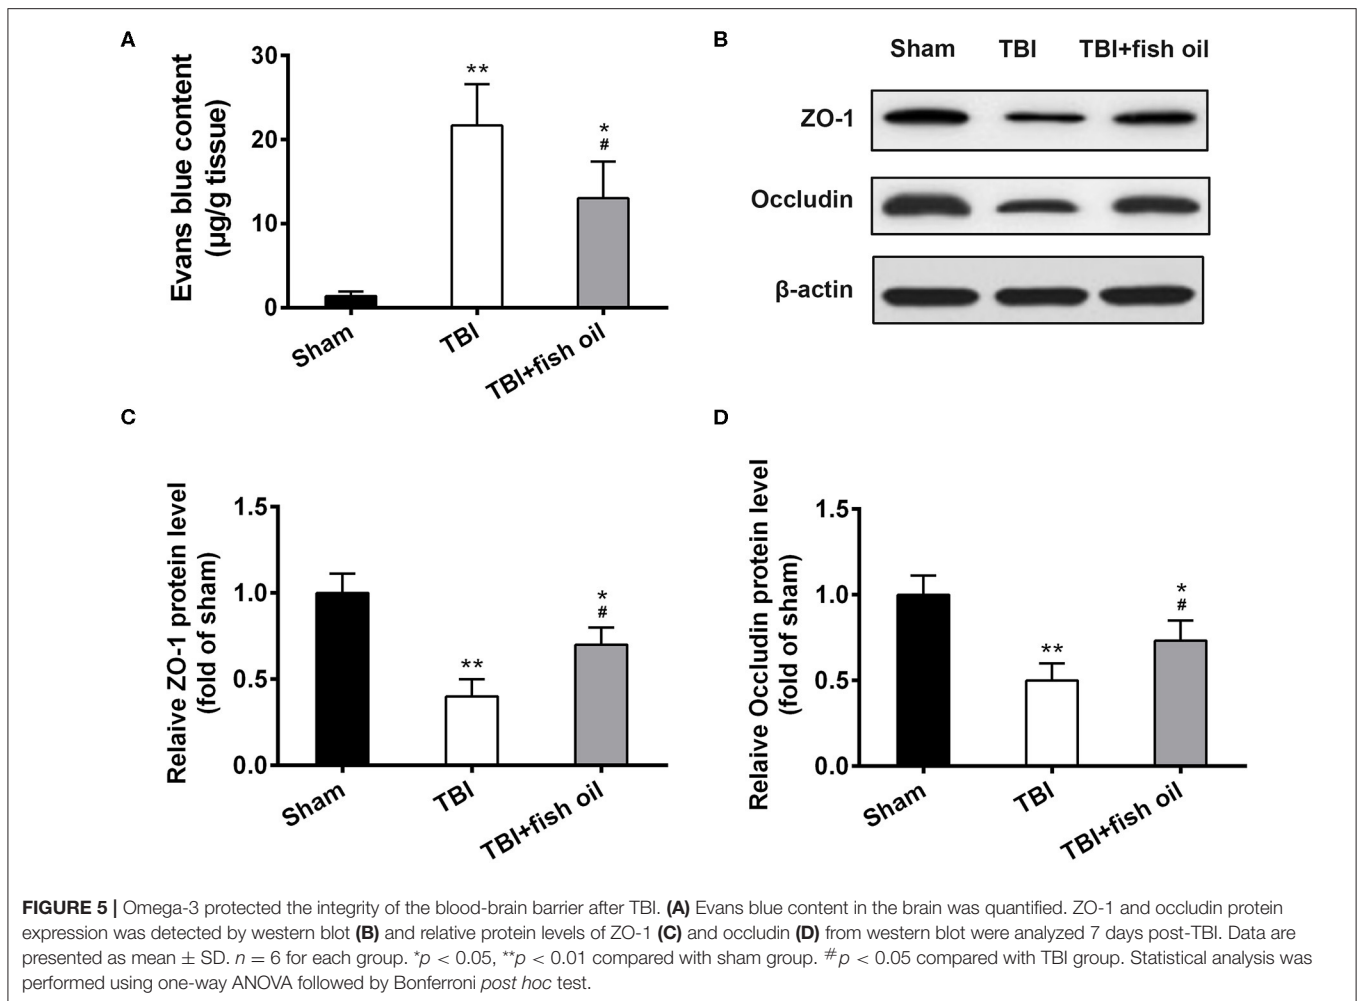 A
Evans blue content
(µg/g tissue)
30
20
10
0
**
*
#
Sham
TBI
TBI+fish oil
B
Sham TBI TBI+fish oil
ZO-1
Occludin
β-actin
C
Relaive ZO-1 protein level
(fold of sham)
1.5
1.0
0.5
0.0
**
*
#
Sham
TBI
TBI+fish oil
D
Relaive Occludin protein level
(fold of sham)
1.5
1.0
0.5
0.0
**
*
#
Sham
TBI
TBI+fish oil
FIGURE 5 | Omega-3 protected the integrity of the blood-brain barrier after TBI. (A) Evans blue content in the brain was quantified. ZO-1 and occludin protein
expression was detected by western blot (B) and relative protein levels of ZO-1 (C) and occludin (D) from western blot were analyzed 7 days post-TBI. Data are
presented as mean ± SD. n = 6 for each group. *p < 0.05, **p < 0.01 compared with sham group. #p < 0.05 compared with TBI group. Statistical analysis was
performed using one-way ANOVA followed by Bonferroni post hoc test.